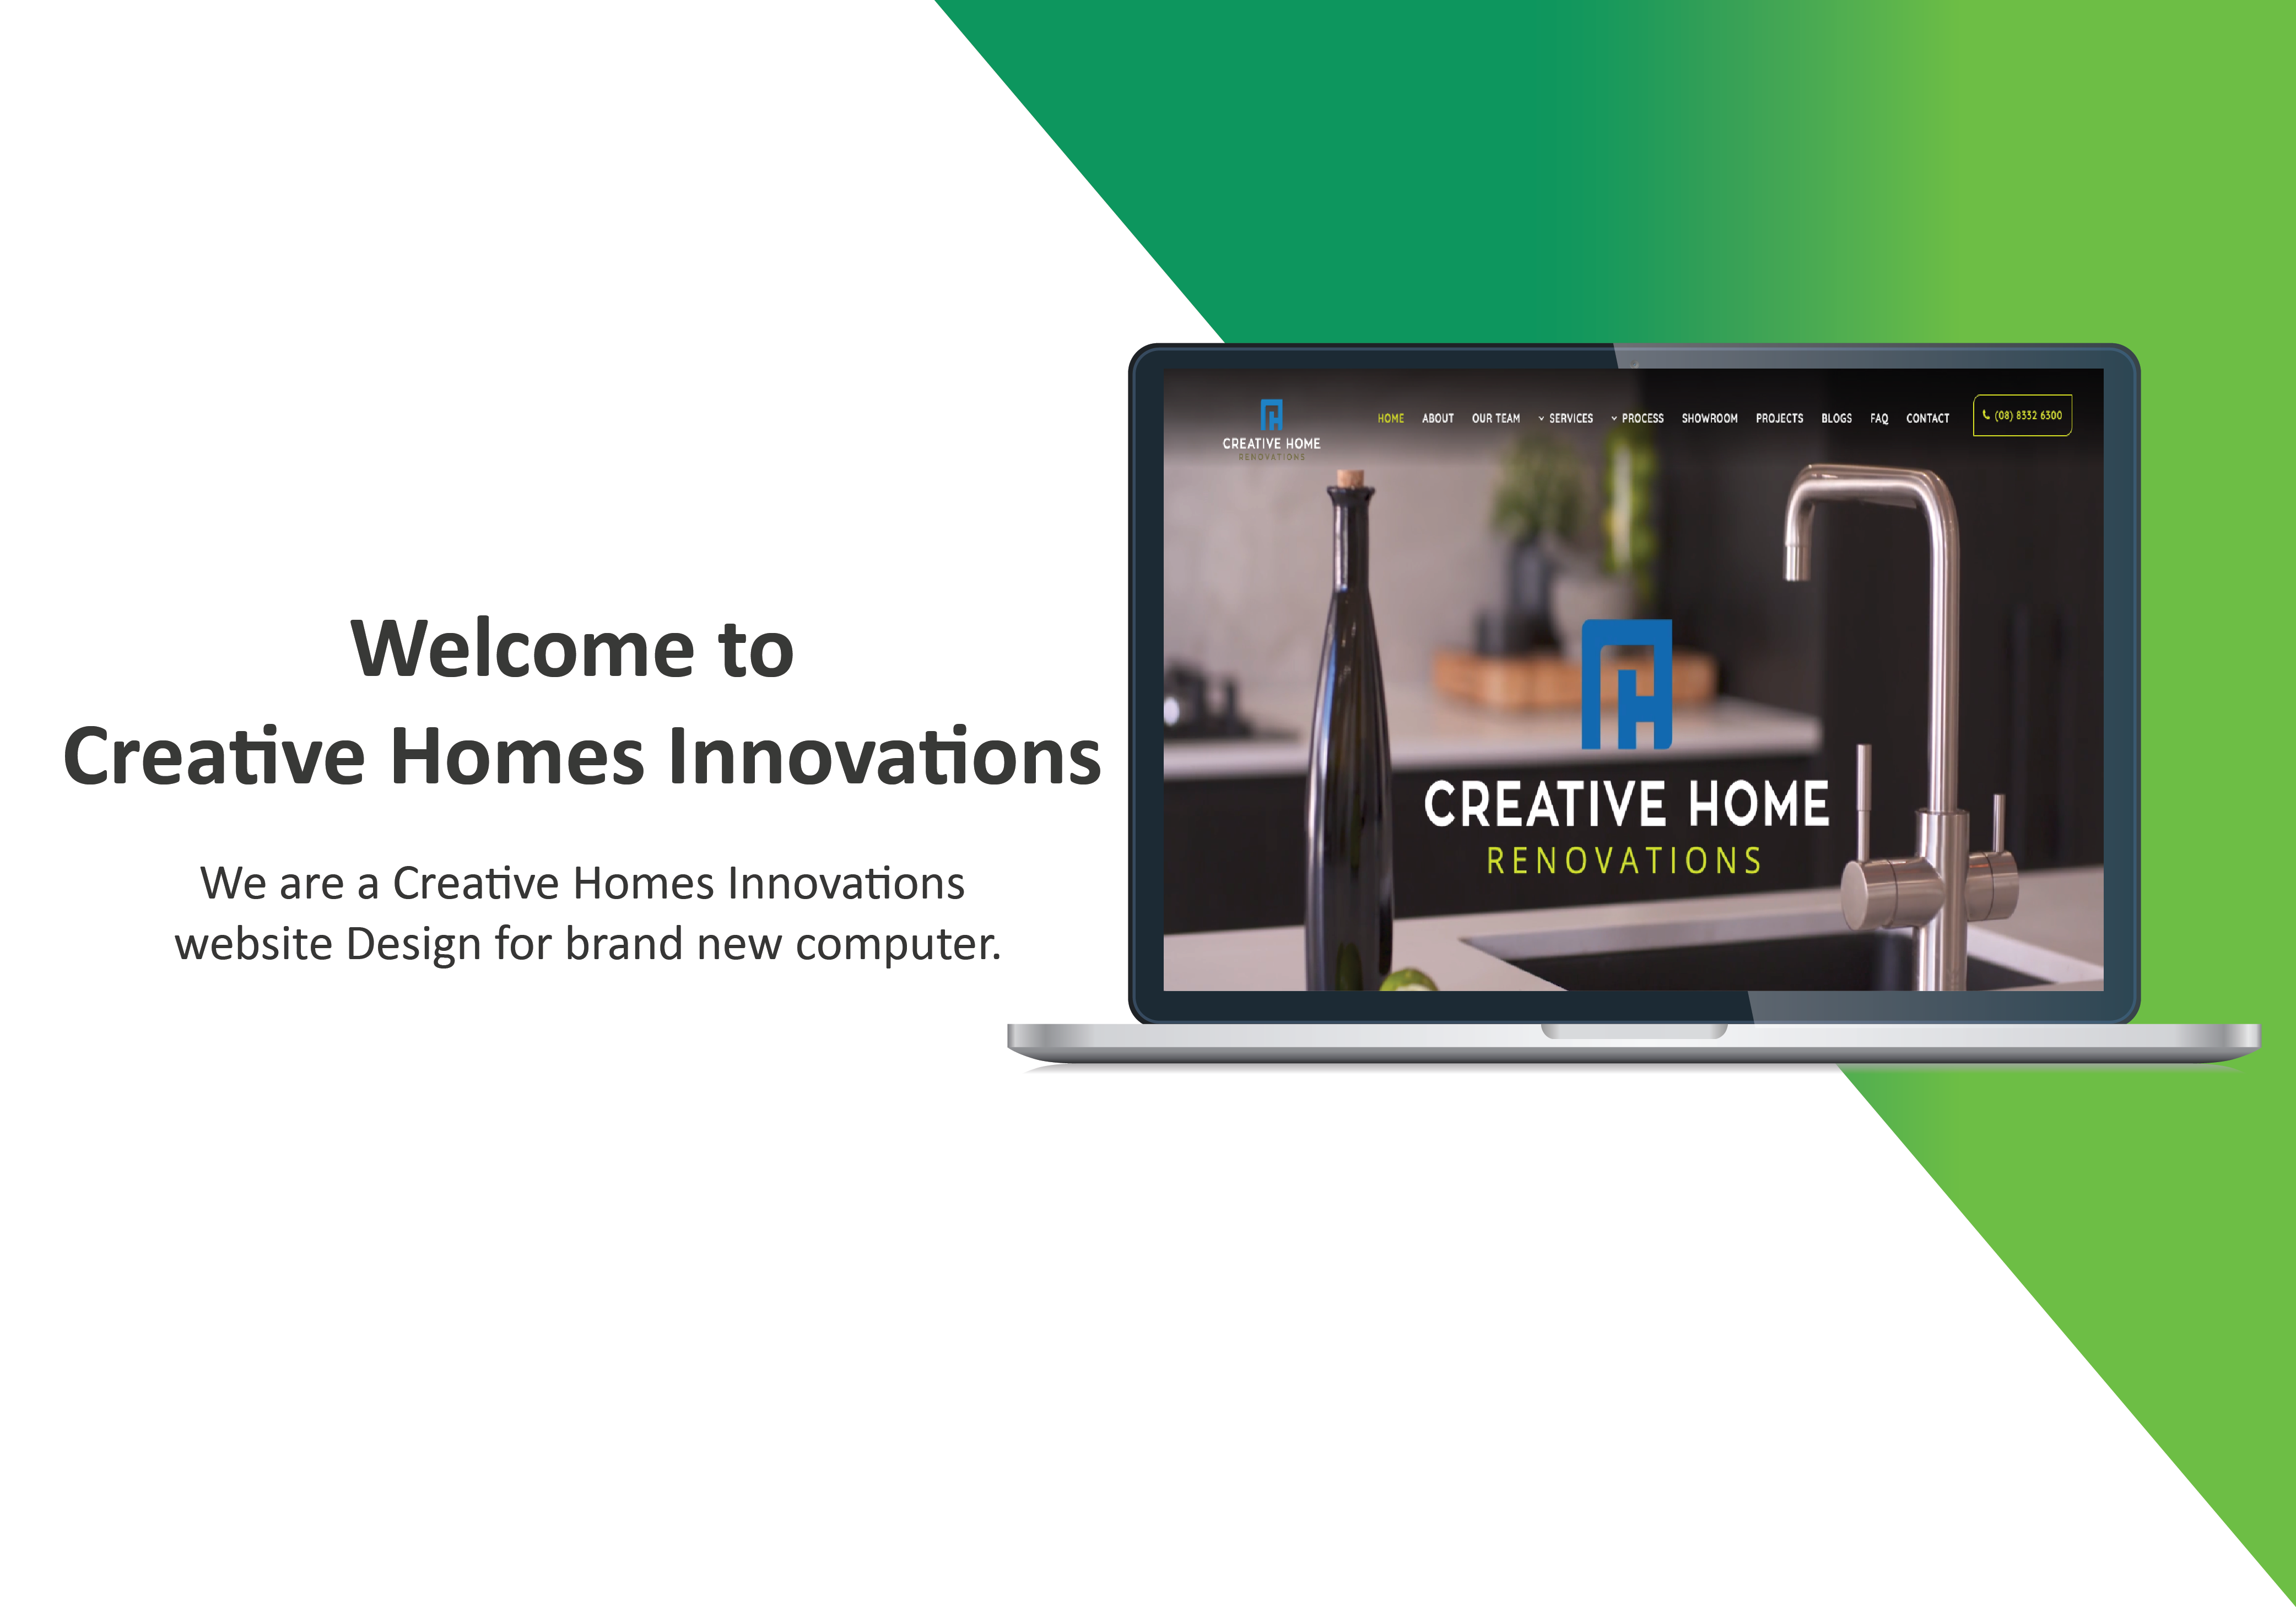 Welcome to
Creative Homes Innovations
We are a Creative Homes Innovations
website Design for brand new computer.
CREATIVE HOME
RENOVATIONS
HOME ABOUT OUR TEAM SERVICES PROCESS SHOWROOM PROJECTS BLOGS FAQ CONTACT (08) 8332 6300
CREATIVE HOME
RENOVATIONS